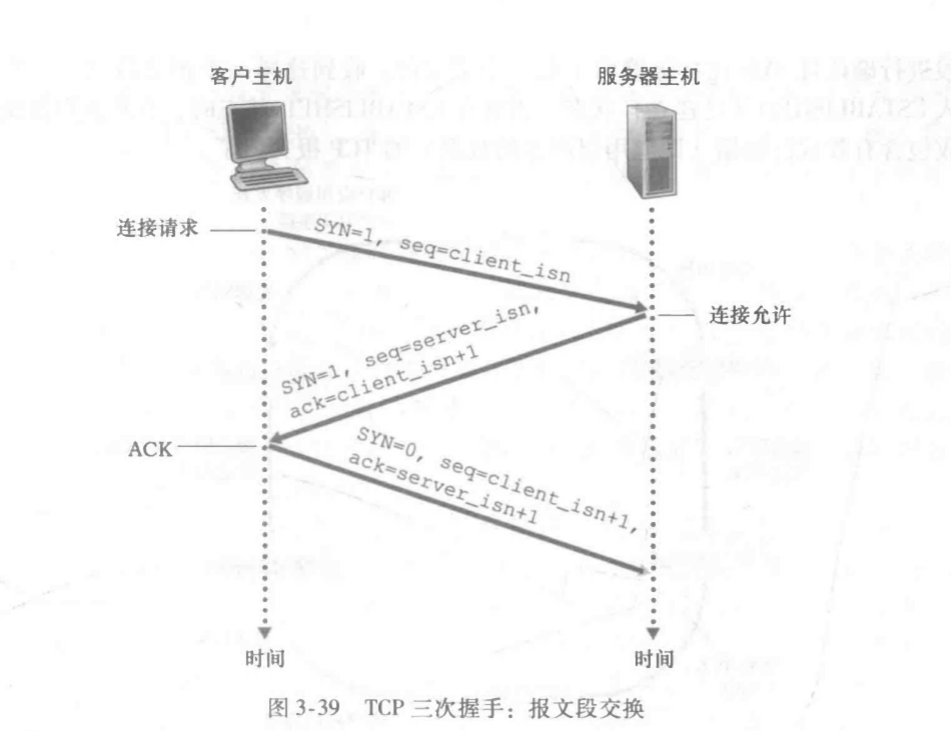 客户主机
服务器主机
连接请求
SYN=1, seq=client_isn
连接允许
SYN=1, seq=server_isn,
ack=client_isn+1
ACK
SYN=0, seq=client_isn+1,
ack=server_isn+1
时间
时间
图 3-39 TCP 三次握手：报文段交换